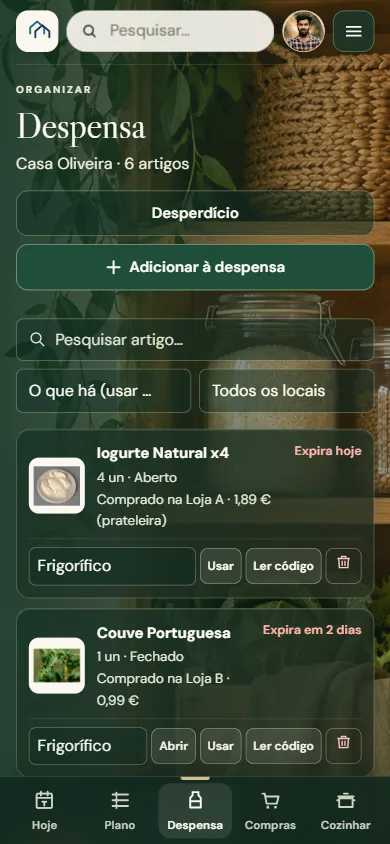 Pesquisar...
ORGANIZAR
Despensa
Casa Oliveira · 6 artigos
Desperdício
+ Adicionar à despensa
Pesquisar artigo...
O que há (usar ...
Todos os locais
Iogurte Natural x4
Expira hoje
4 un · Aberto
Comprado na Loja A · 1,89 €
(prateleira)
Frigorífico
Usar
Ler código
Couve Portuguesa
Expira em 2 dias
1 un · Fechado
Comprado na Loja B ·
0,99 €
Frigorífico
Abrir
Usar
Ler código
Hoje
Plano
Despensa
Compras
Cozinhar